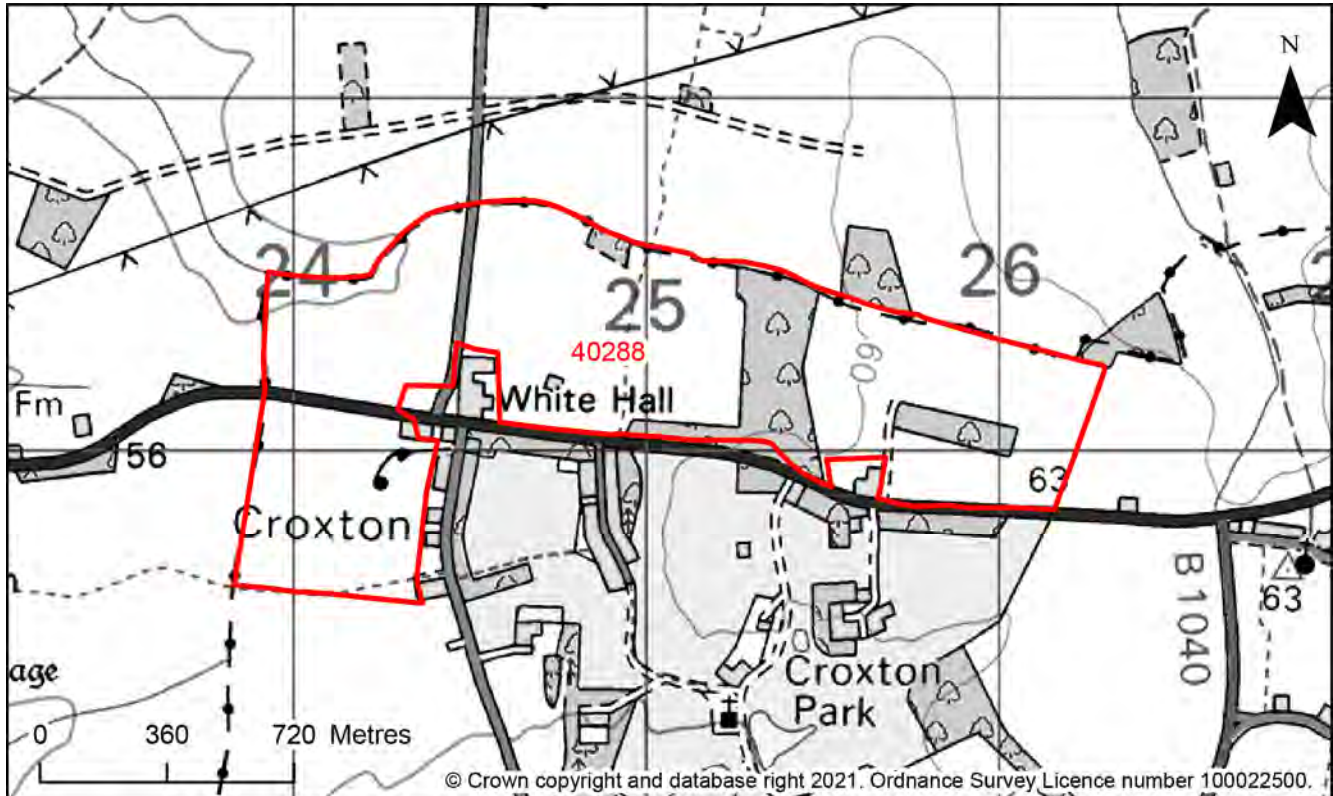 N
24
25
26
40288
60
White Hall
Fm
56
63
Croxton
B 1040
63
age
Croxton
Park
0 360 720 Metres
© Crown copyright and database right 2021. Ordnance Survey Licence number 100022500.